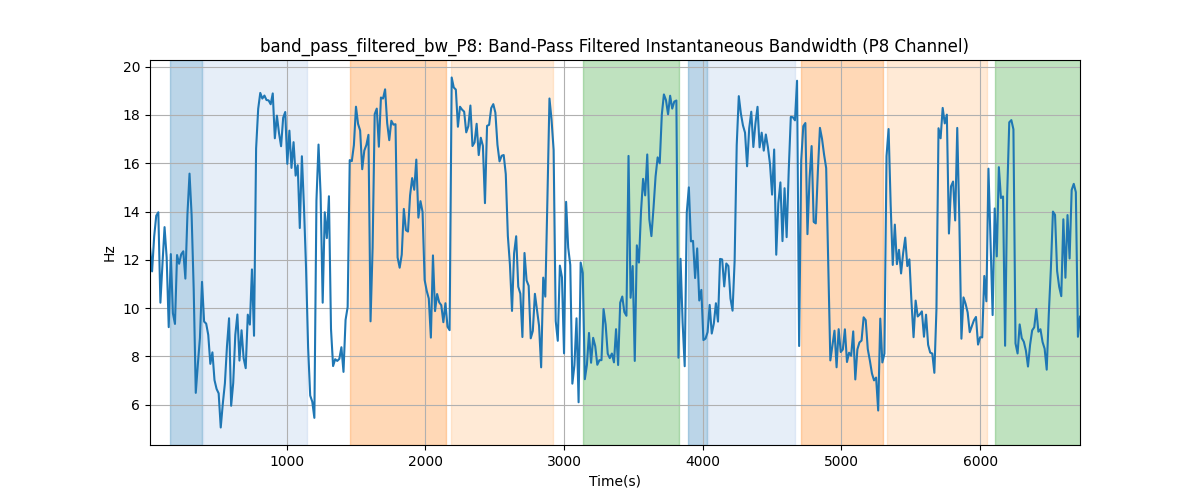 band_pass_filtered_bw_P8: Band-Pass Filtered Instantaneous Bandwidth (P8 Channel)
20
18
16
14
12
10
8
6
Hz
1000 2000 3000 4000 5000 6000
Time(s)